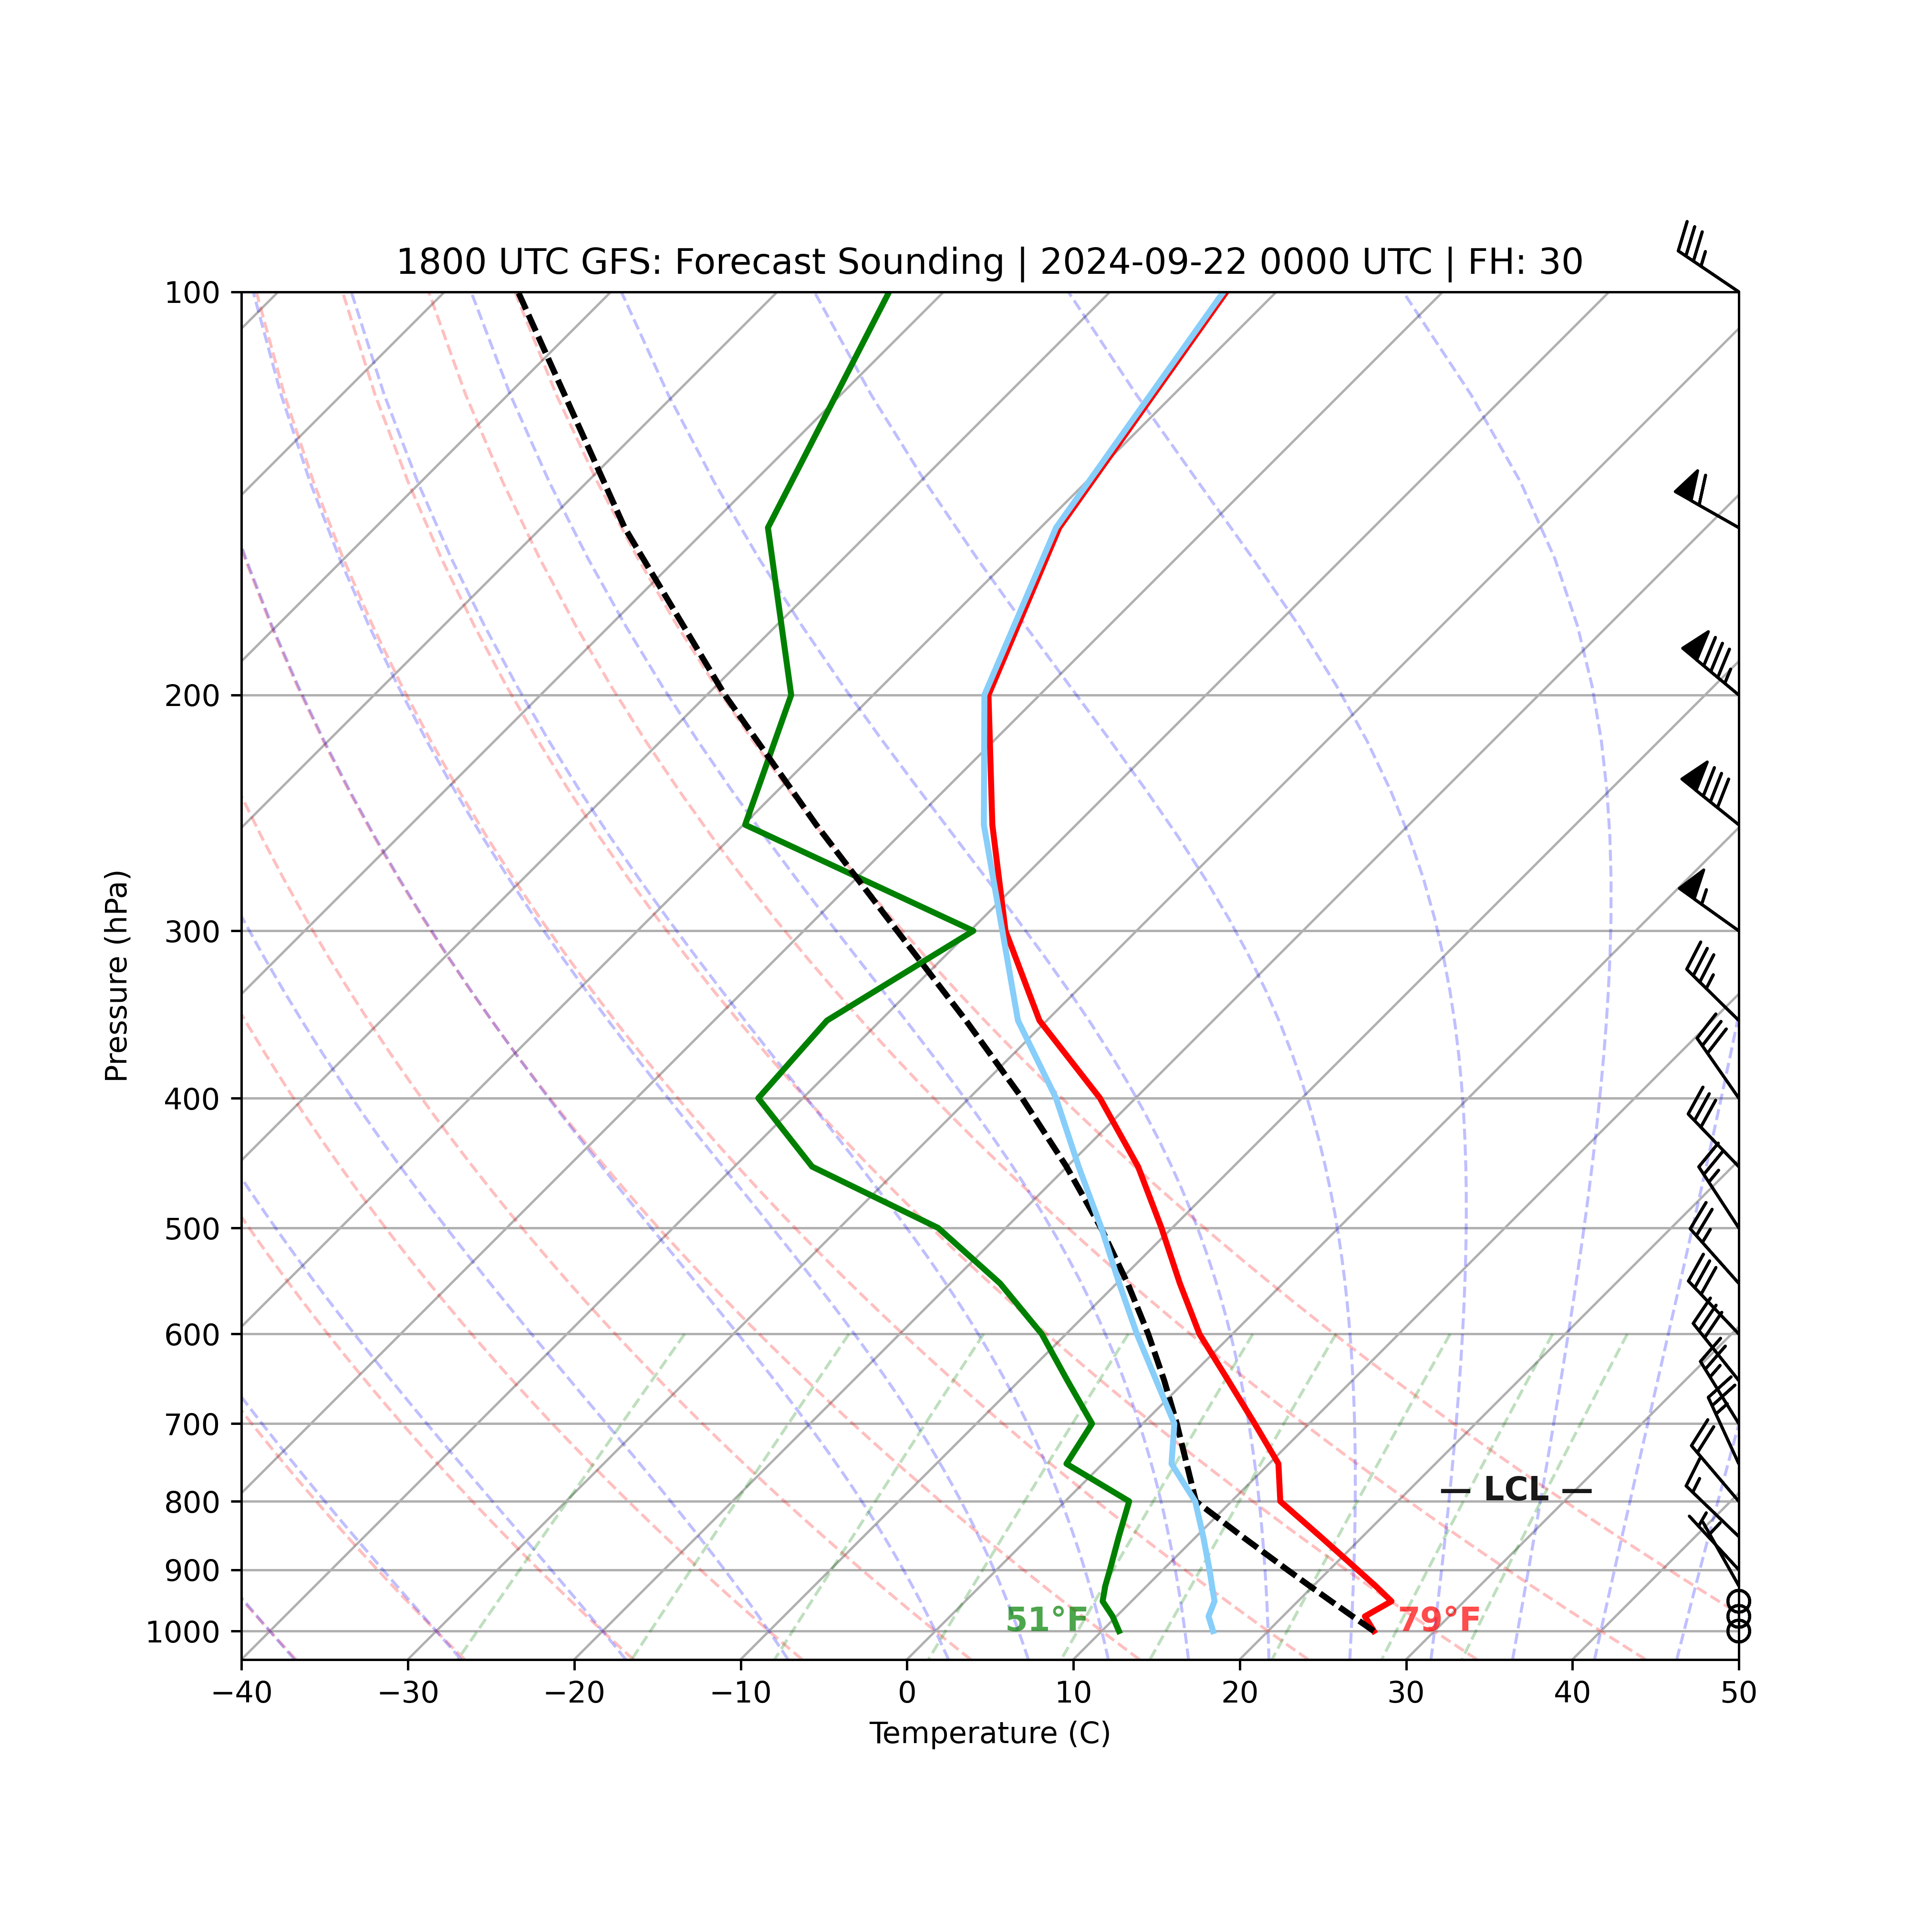 1800 UTC GFS: Forecast Sounding | 2024-09-22 0000 UTC | FH: 30
100
200
300
400
500
600
700
800
900
1000
Pressure (hPa)
— LCL —
51°F
79°F
−40 −30 −20 −10 0 10 20 30 40 50
Temperature (C)